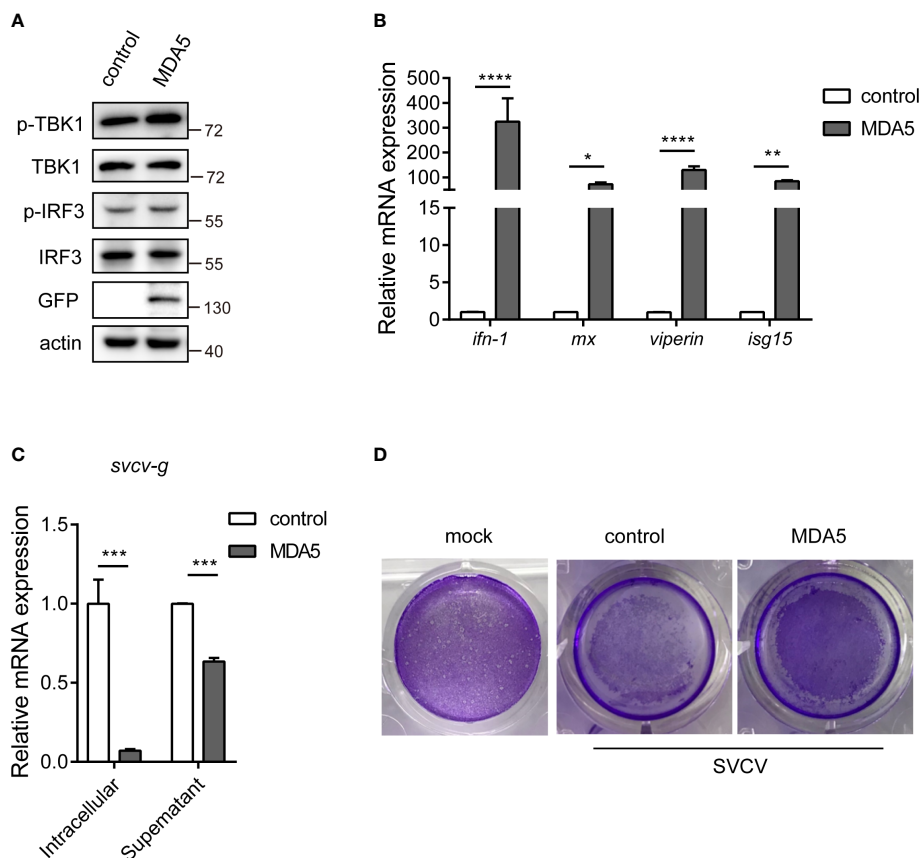 A
control
MDA5
p-TBK1
72
TBK1
72
p-IRF3
55
IRF3
55
GFP
130
actin
40
B
Relative mRNA expression
500
400
300
200
100
15
10
5
0
****
*
****
**
control
MDA5
ifn-1
mx
viperin
isg15
C
svcv-g
Relative mRNA expression
1.5
1.0
0.5
0.0
***
***
control
MDA5
Intracellular
Supernatant
D
mock
control
MDA5
SVCV